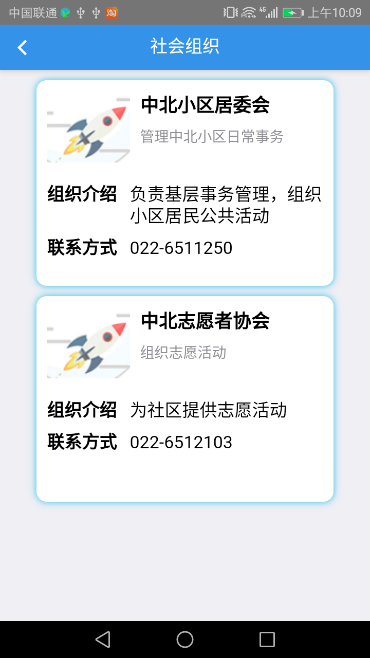 中国联通 淘 4G 上午10:09
社会组织
中北小区居委会
管理中北小区日常事务
组织介绍 负责基层事务管理，组织
小区居民公共活动
联系方式 022-6511250
中北志愿者协会
组织志愿活动
组织介绍 为社区提供志愿活动
联系方式 022-6512103